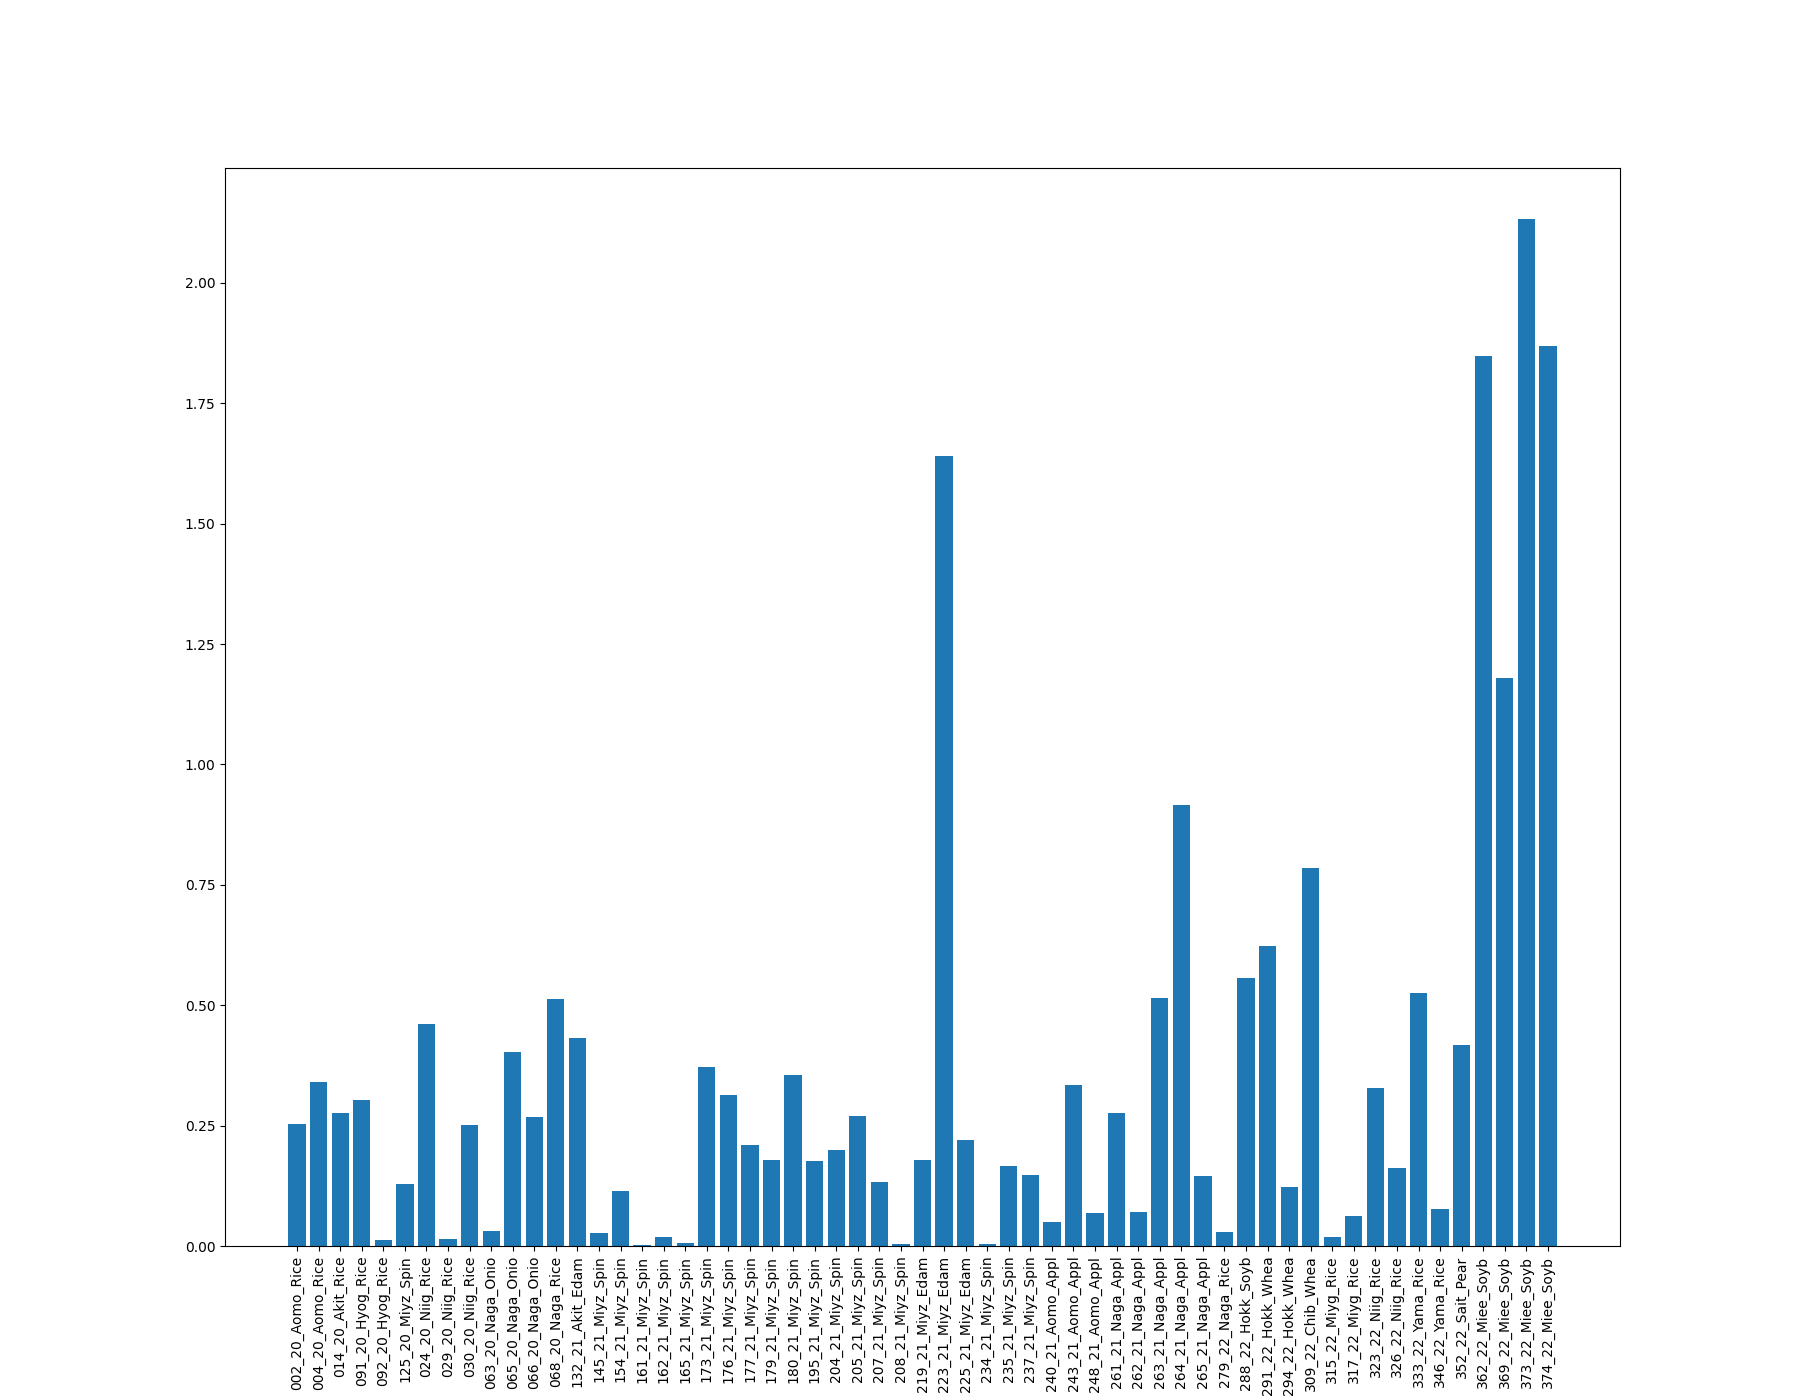 2.00
1.75
1.50
1.25
1.00
0.75
0.50
0.25
0.00
002_20_Aomo_Rice
004_20_Aomo_Rice
014_20_Akit_Rice
091_20_Hyog_Rice
092_20_Hyog_Rice
125_20_Miyz_Spin
024_20_Niig_Rice
029_20_Niig_Rice
030_20_Niig_Rice
063_20_Naga_Onio
065_20_Naga_Onio
066_20_Naga_Onio
068_20_Naga_Rice
132_21_Akit_Edam
145_21_Miyz_Spin
154_21_Miyz_Spin
161_21_Miyz_Spin
162_21_Miyz_Spin
165_21_Miyz_Spin
173_21_Miyz_Spin
176_21_Miyz_Spin
177_21_Miyz_Spin
179_21_Miyz_Spin
180_21_Miyz_Spin
195_21_Miyz_Spin
204_21_Miyz_Spin
205_21_Miyz_Spin
207_21_Miyz_Spin
208_21_Miyz_Spin
219_21_Miyz_Edam
223_21_Miyz_Edam
225_21_Miyz_Edam
234_21_Miyz_Spin
235_21_Miyz_Spin
237_21_Miyz_Spin
240_21_Aomo_Appl
243_21_Aomo_Appl
248_21_Aomo_Appl
261_21_Naga_Appl
262_21_Naga_Appl
263_21_Naga_Appl
264_21_Naga_Appl
265_21_Naga_Appl
279_22_Naga_Rice
288_22_Hokk_Soyb
291_22_Hokk_Whea
294_22_Hokk_Whea
309_22_Chib_Whea
315_22_Miyg_Rice
317_22_Miyg_Rice
323_22_Niig_Rice
326_22_Niig_Rice
333_22_Yama_Rice
346_22_Yama_Rice
352_22_Sait_Pear
362_22_Miee_Soyb
369_22_Miee_Soyb
373_22_Miee_Soyb
374_22_Miee_Soyb